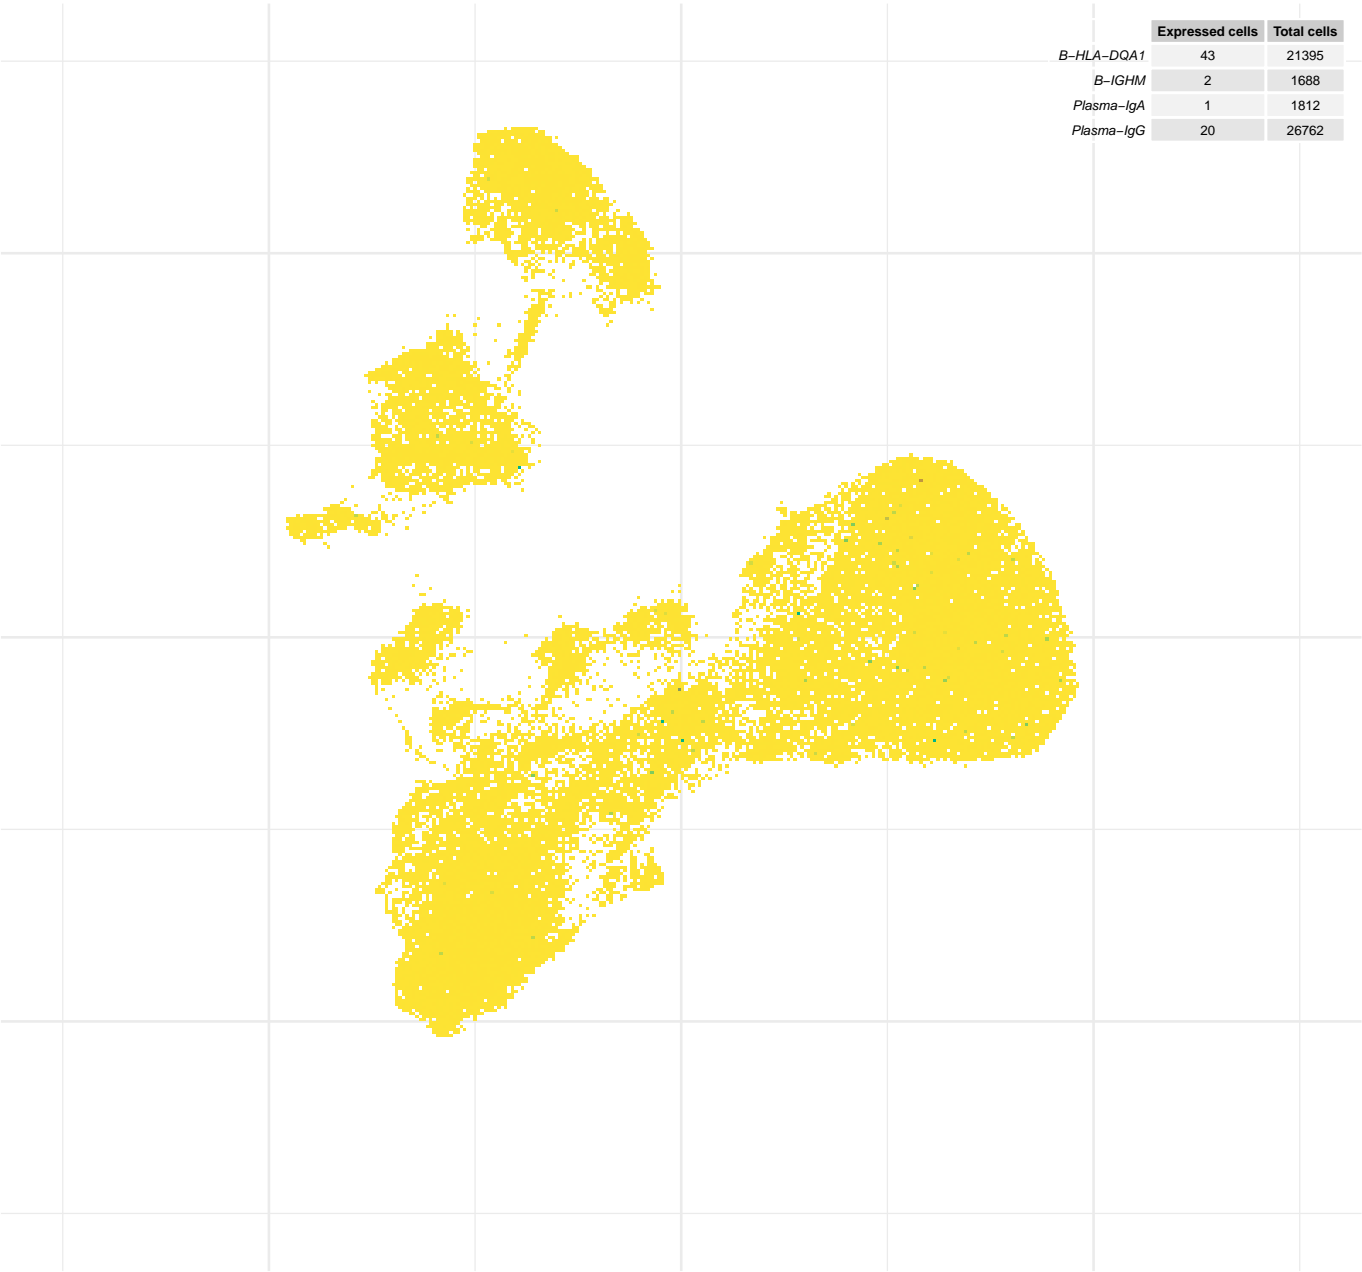 Expressed cells Total cells
B−HLA−DQA1 43 21395
B−IGHM 2 1688
Plasma−IgA 1 1812
Plasma−IgG 20 26762